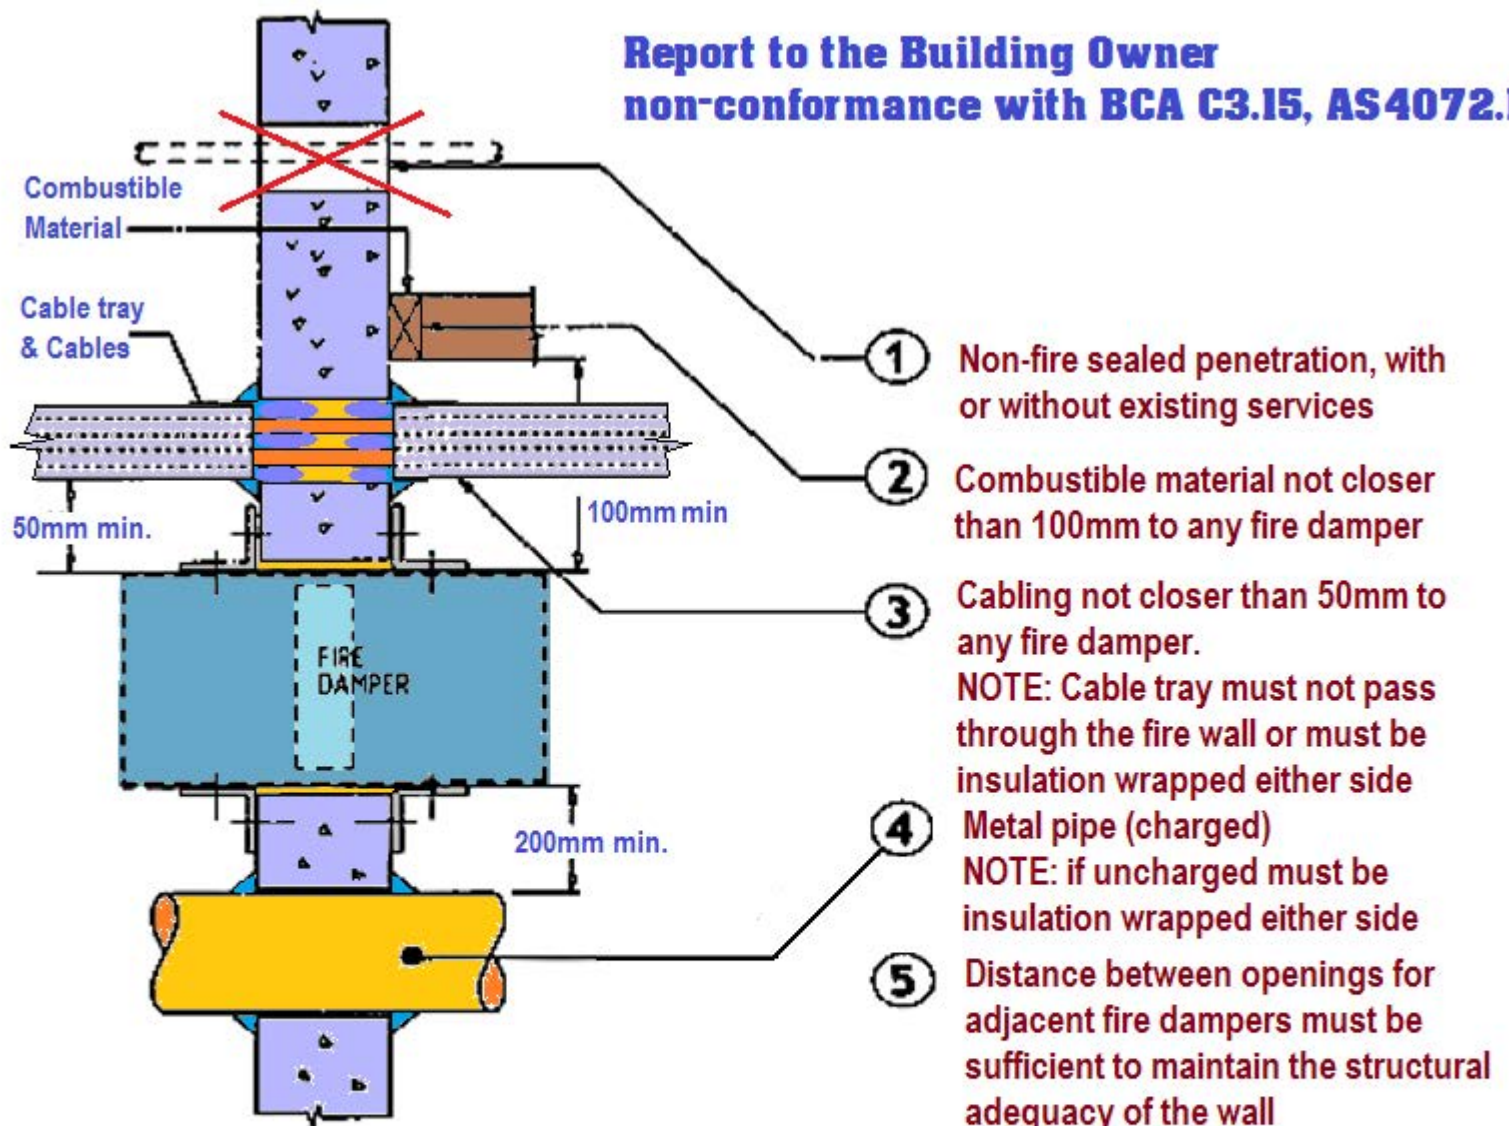 Report to the Building Owner
non-conformance with BCA C3.15, AS4072.
Combustible
Material
Cable tray
& Cables
50mm min.
100mm min
FIRE
DAMPER
200mm min.
1 Non-fire sealed penetration, with
or without existing services
2 Combustible material not closer
than 100mm to any fire damper
3 Cabling not closer than 50mm to
any fire damper.
NOTE: Cable tray must not pass
through the fire wall or must be
insulation wrapped either side
4 Metal pipe (charged)
NOTE: if uncharged must be
insulation wrapped either side
5 Distance between openings for
adjacent fire dampers must be
sufficient to maintain the structural
adequacy of the wall